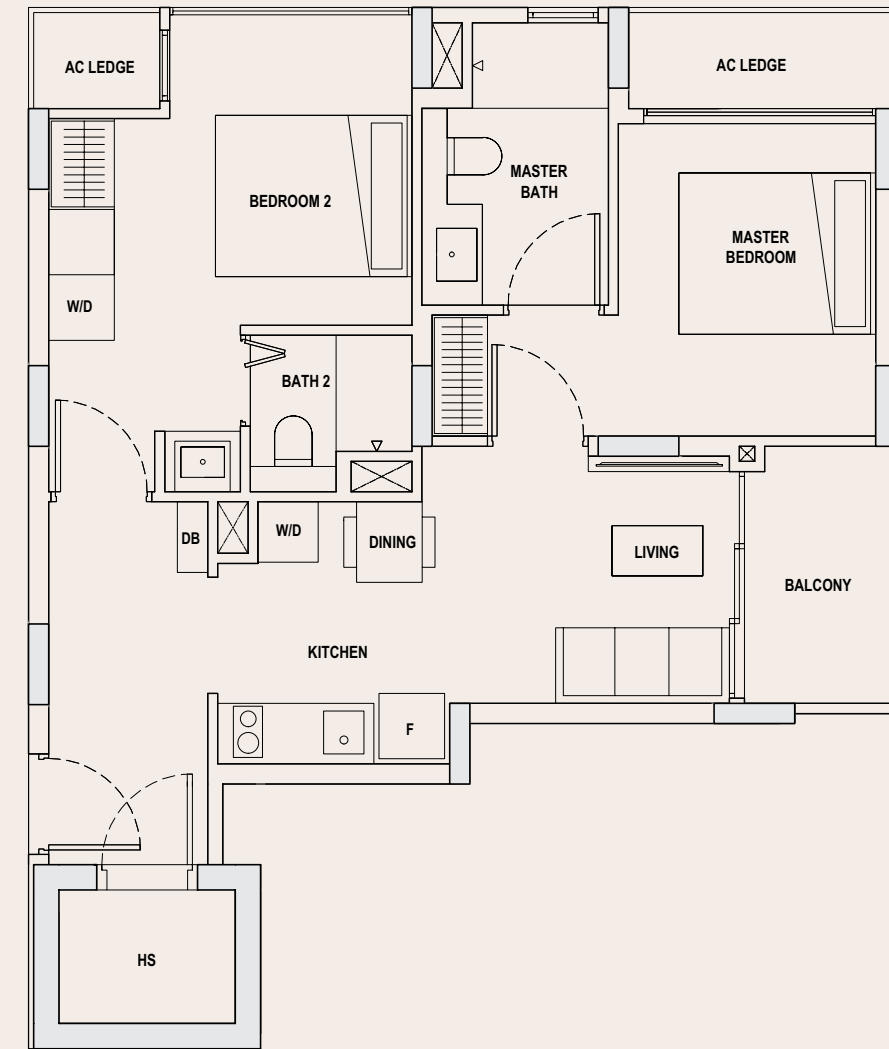 AC LEDGE
AC LEDGE
BEDROOM 2
MASTER
BATH
MASTER
BEDROOM
W/D
BATH 2
DB
W/D
DINING
LIVING
BALCONY
KITCHEN
F
HS